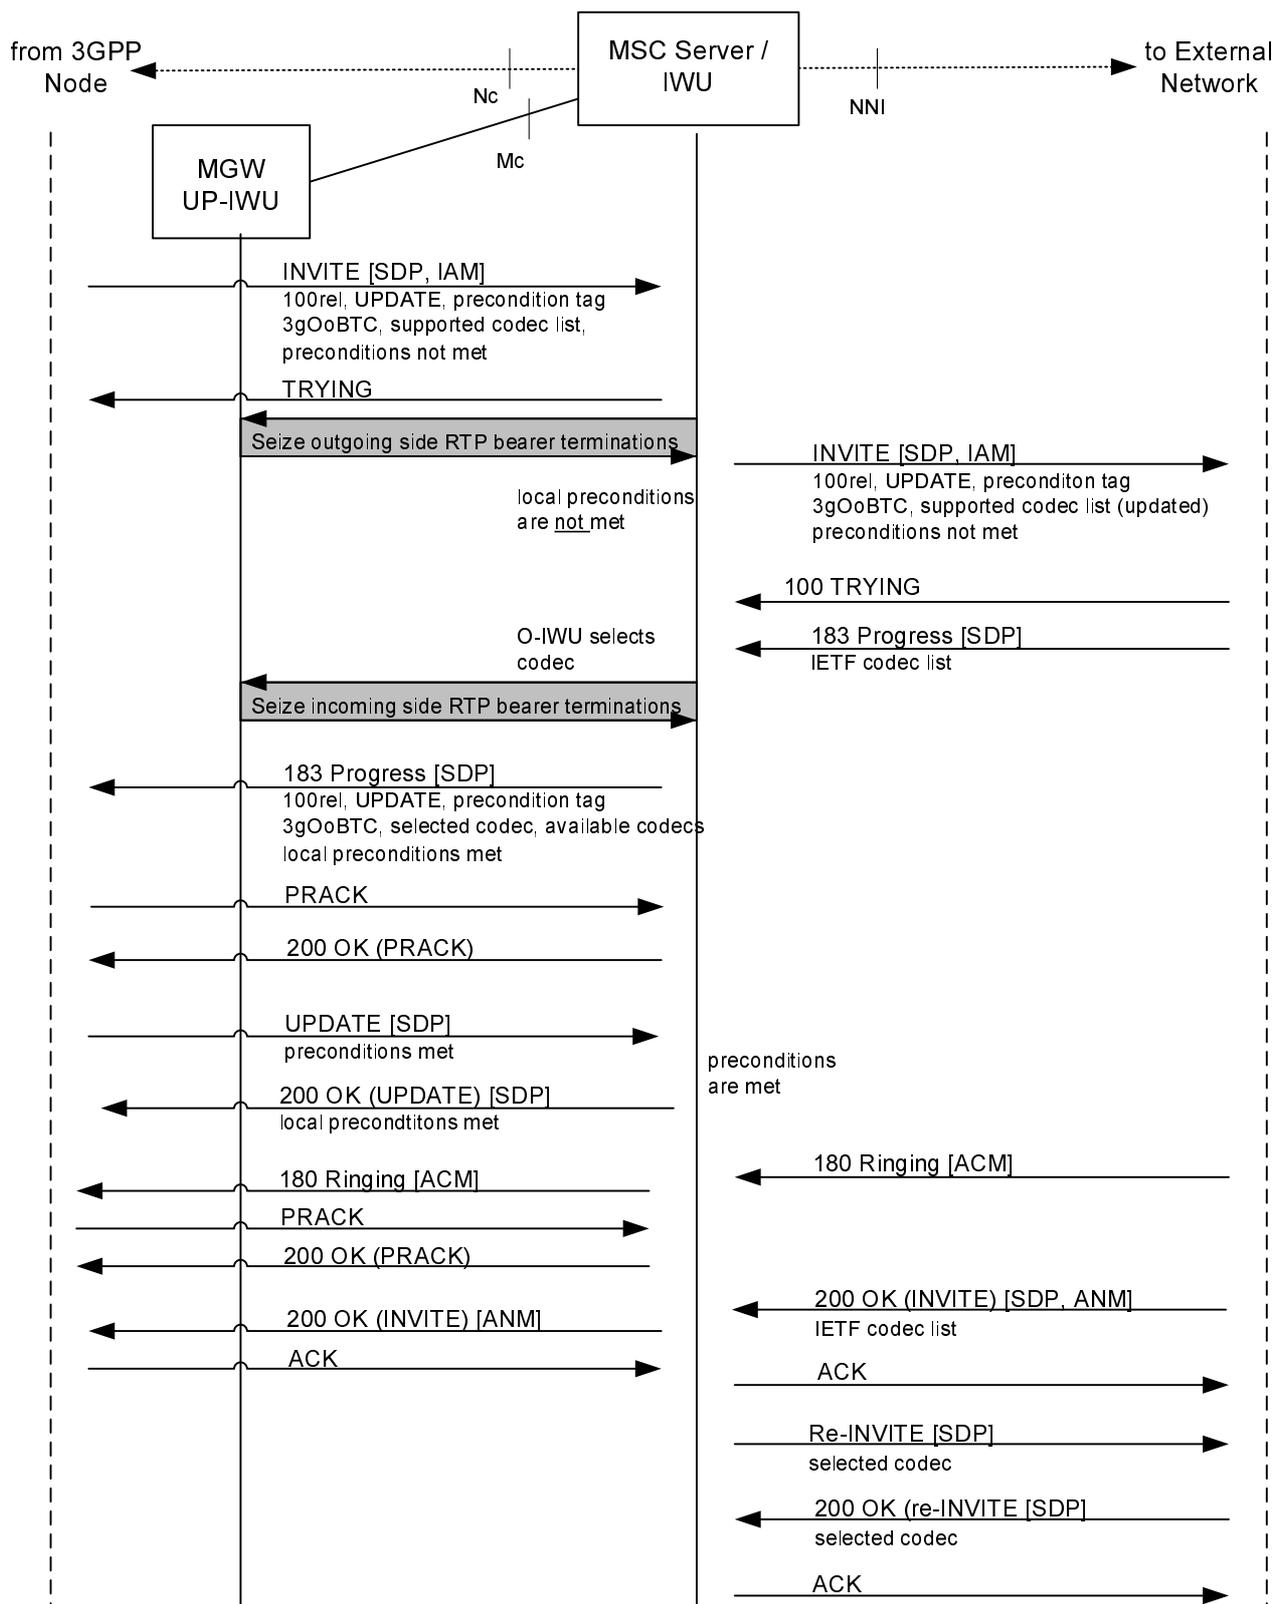 from 3GPP
Node
MSC Server /
IWU
to External
Network
Nc
NNI
Mc
MGW
UP-IWU
INVITE [SDP, IAM]
100rel, UPDATE, precondition tag
3gOoBTC, supported codec list,
preconditions not met
TRYING
Seize outgoing side RTP bearer terminations
INVITE [SDP, IAM]
100rel, UPDATE, preconditon tag
3gOoBTC, supported codec list (updated)
preconditions not met
local preconditions
are not met
100 TRYING
183 Progress [SDP]
IETF codec list
O-IWU selects
codec
Seize incoming side RTP bearer terminations
183 Progress [SDP]
100rel, UPDATE, precondition tag
3gOoBTC, selected codec, available codecs
local preconditions met
PRACK
200 OK (PRACK)
UPDATE [SDP]
preconditions met
preconditions
are met
200 OK (UPDATE) [SDP]
local precondtitons met
180 Ringing [ACM]
180 Ringing [ACM]
PRACK
200 OK (PRACK)
200 OK (INVITE) [SDP, ANM]
IETF codec list
200 OK (INVITE) [ANM]
ACK
ACK
Re-INVITE [SDP]
selected codec
200 OK (re-INVITE [SDP]
selected codec
ACK